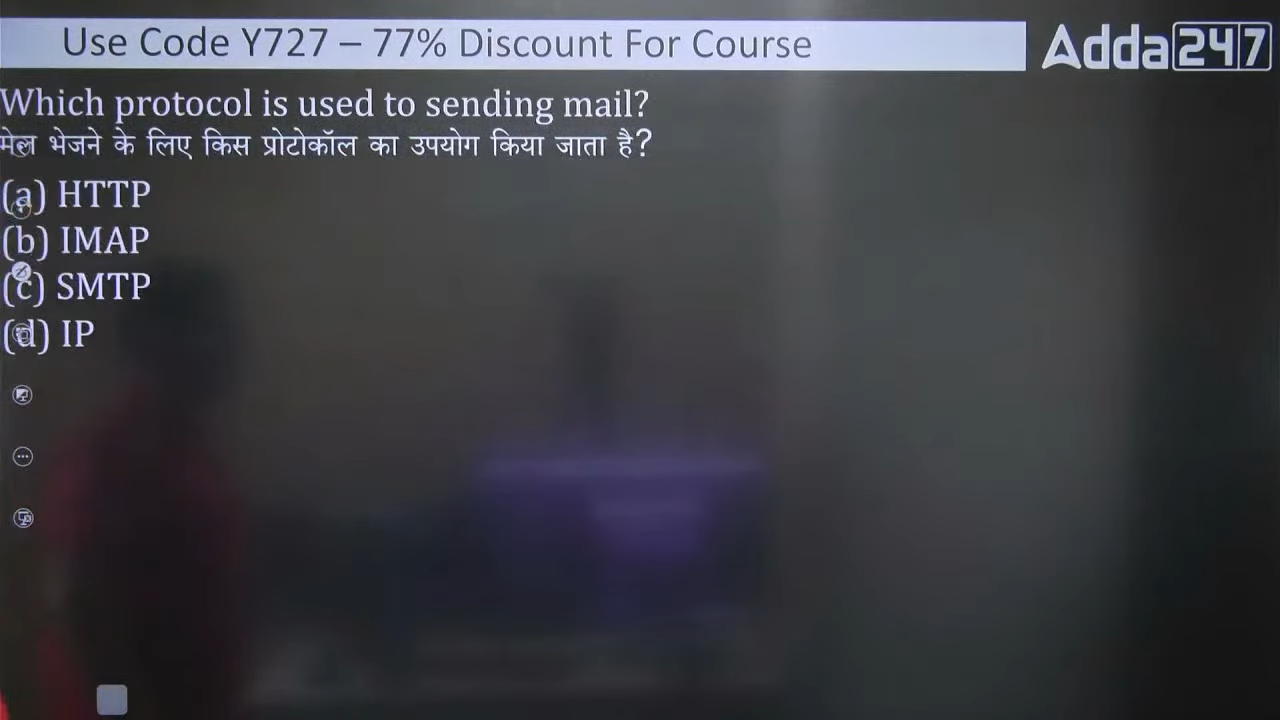 Use Code Y727 – 77% Discount For Course
Adda247
Which protocol is used to sending mail?
मेल भेजने के लिए किस प्रोटोकॉल का उपयोग किया जाता है?
(a) HTTP
(b) IMAP
(c) SMTP
(d) IP